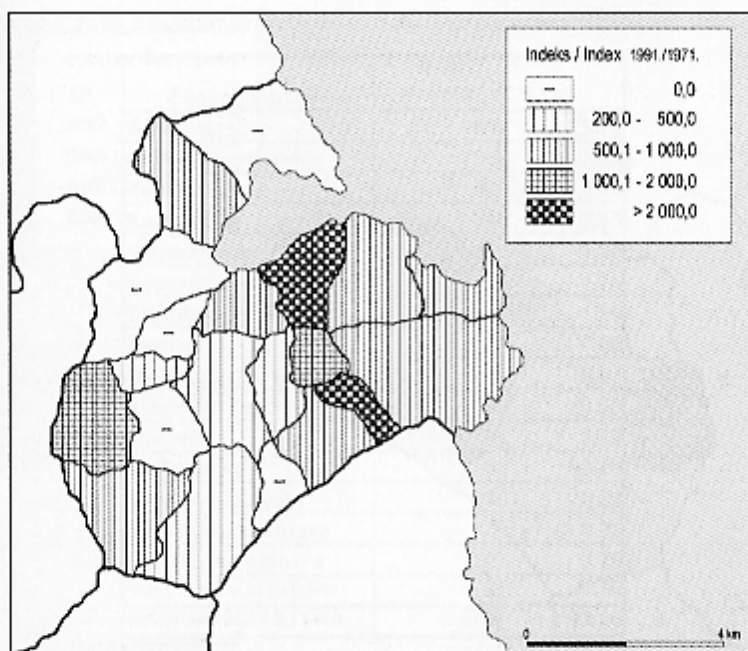 Indeks / Index 1991./1971.
0,0
200,0 - 500,0
500,1 - 1 000,0
1 000,1 - 2 000,0
> 2 000,0
0 4 km